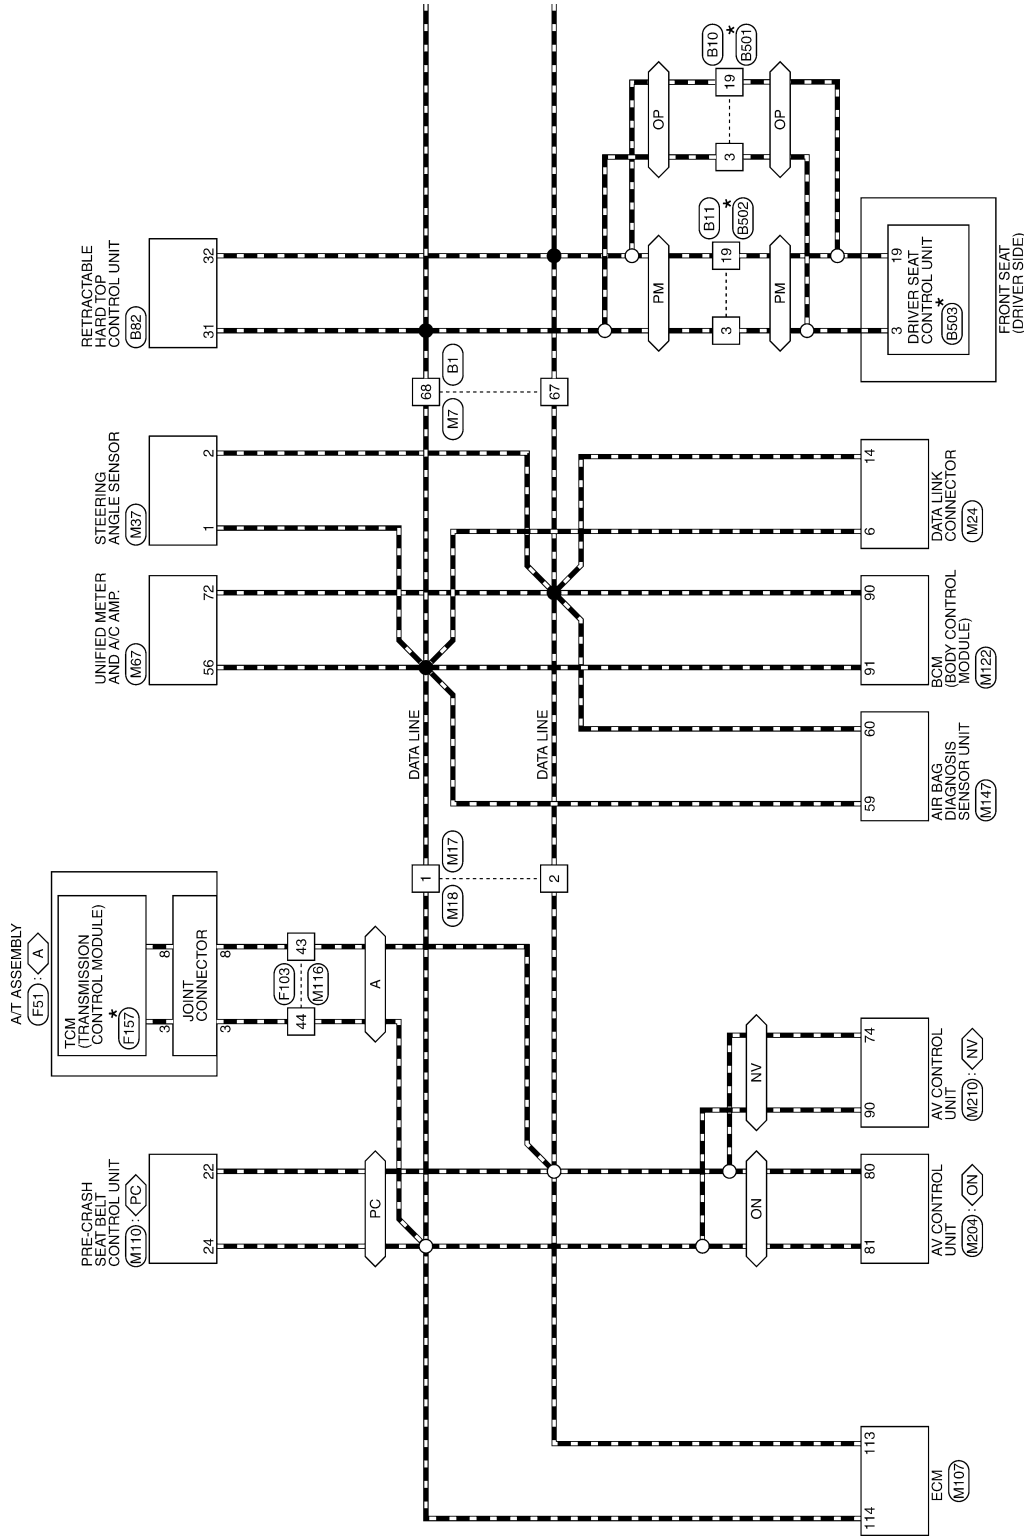 A/T ASSEMBLY
F51 : A
TCM
(TRANSMISSION
CONTROL MODULE)
*
F157
3
8
JOINT
CONNECTOR
3
8
44
43
F103
M116
A
PRE-CRASH
SEAT BELT
CONTROL UNIT
M110 : PC
24
22
PC
UNIFIED METER
AND A/C AMP.
M67
56
72
STEERING
ANGLE SENSOR
M37
1
2
RETRACTABLE
HARD TOP
CONTROL UNIT
B82
31
32
DATA LINE
DATA LINE
1
2
M18
M17
68
67
M7
B1
ON
NV
PM
3
19
B11
*
B502
PM
OP
3
19
B10
*
B501
OP
114
113
ECM
M107
81
80
AV CONTROL
UNIT
M204 : ON
90
74
AV CONTROL
UNIT
M210 : NV
59
60
AIR BAG
DIAGNOSIS
SENSOR UNIT
M147
91
90
BCM
(BODY CONTROL
MODULE)
M122
6
14
DATA LINK
CONNECTOR
M24
3
19
DRIVER SEAT
CONTROL UNIT
*
B503
FRONT SEAT
(DRIVER SIDE)